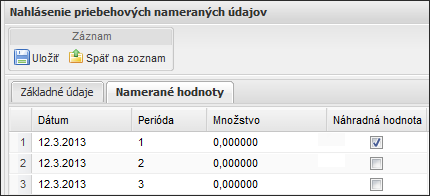 Nahlásenie priebehových nameraných údajov
Záznam
Uložiť Späť na zoznam
Základné údaje Namerané hodnoty
Dátum Perióda Množstvo Náhradná hodnota
1 12.3.2013 1 0,000000
2 12.3.2013 2 0,000000
3 12.3.2013 3 0,000000